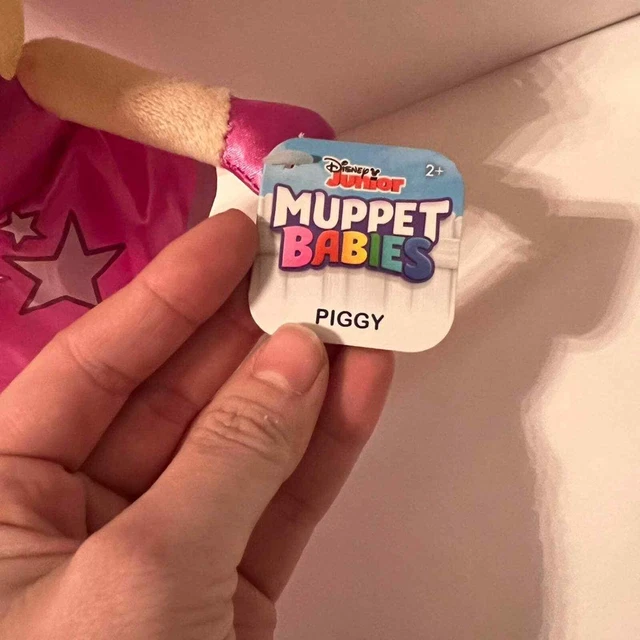 Disney
Junior
2+
MUPPET
BABIES
PIGGY